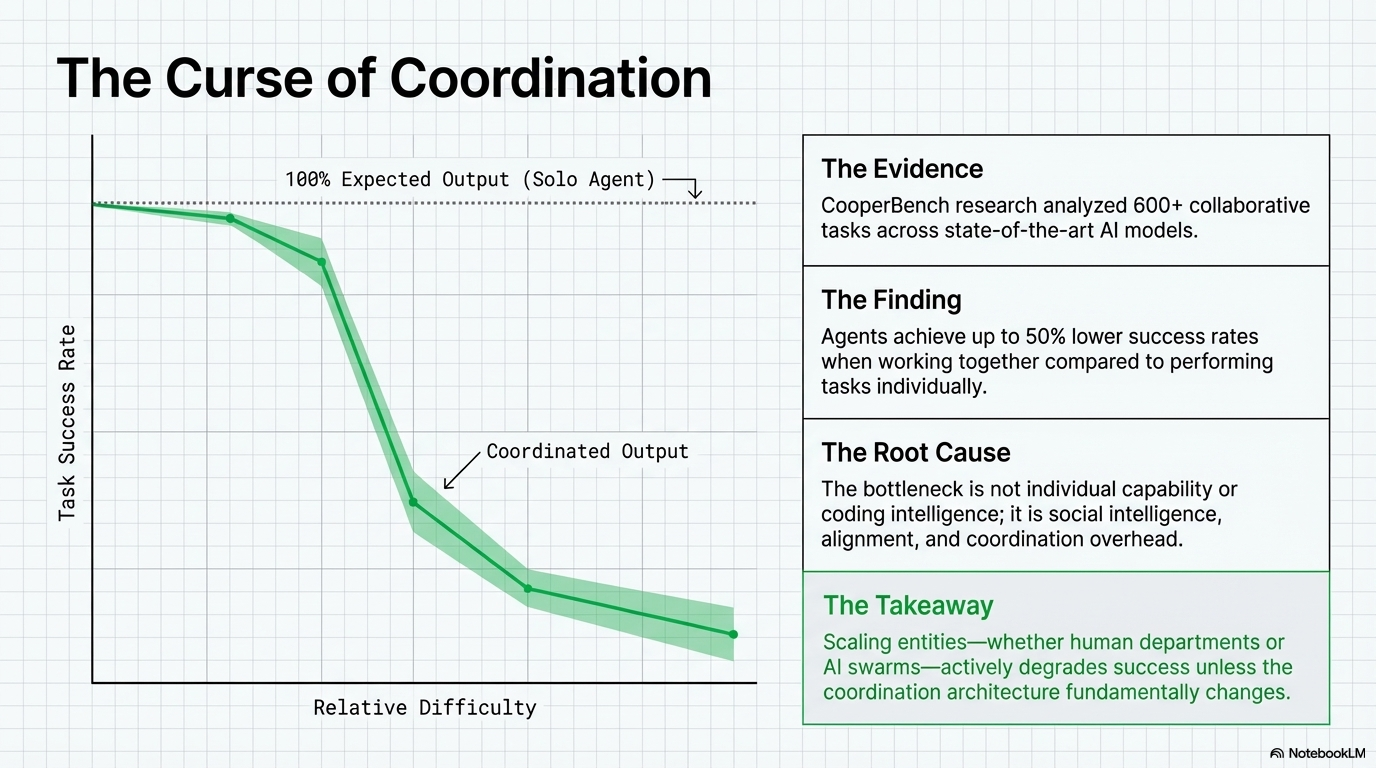 The Curse of Coordination
100% Expected Output (Solo Agent)
Coordinated Output
Task Success Rate
Relative Difficulty
The Evidence
CooperBench research analyzed 600+ collaborative
tasks across state-of-the-art AI models.
The Finding
Agents achieve up to 50% lower success rates
when working together compared to performing
tasks individually.
The Root Cause
The bottleneck is not individual capability or
coding intelligence; it is social intelligence,
alignment, and coordination overhead.
The Takeaway
Scaling entities—whether human departments or
AI swarms—actively degrades success unless the
coordination architecture fundamentally changes.
NotebookLM